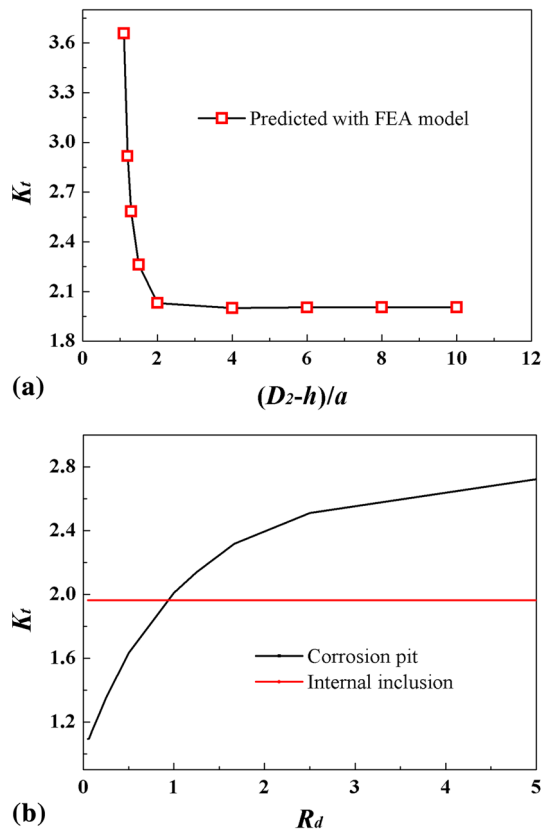 3.6
3.3
3.0
2.7
2.4
2.1
1.8
Kt
Predicted with FEA model
0 2 4 6 8 10 12
(a)
(D2-h)/a
2.8
2.4
2.0
1.6
1.2
Kt
Corrosion pit
Internal inclusion
0 1 2 3 4 5
(b)
Rd